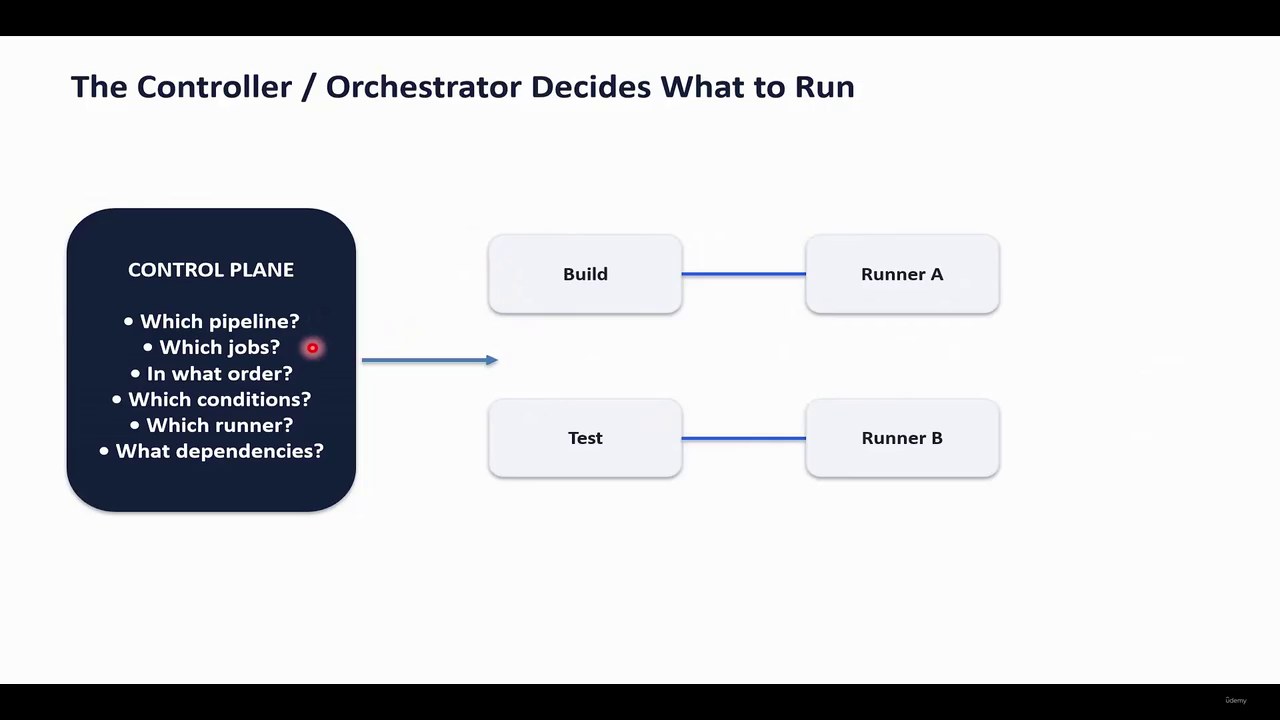 The Controller / Orchestrator Decides What to Run
CONTROL PLANE
• Which pipeline?
• Which jobs?
• In what order?
• Which conditions?
• Which runner?
• What dependencies?
Build
Runner A
Test
Runner B
ûdemy